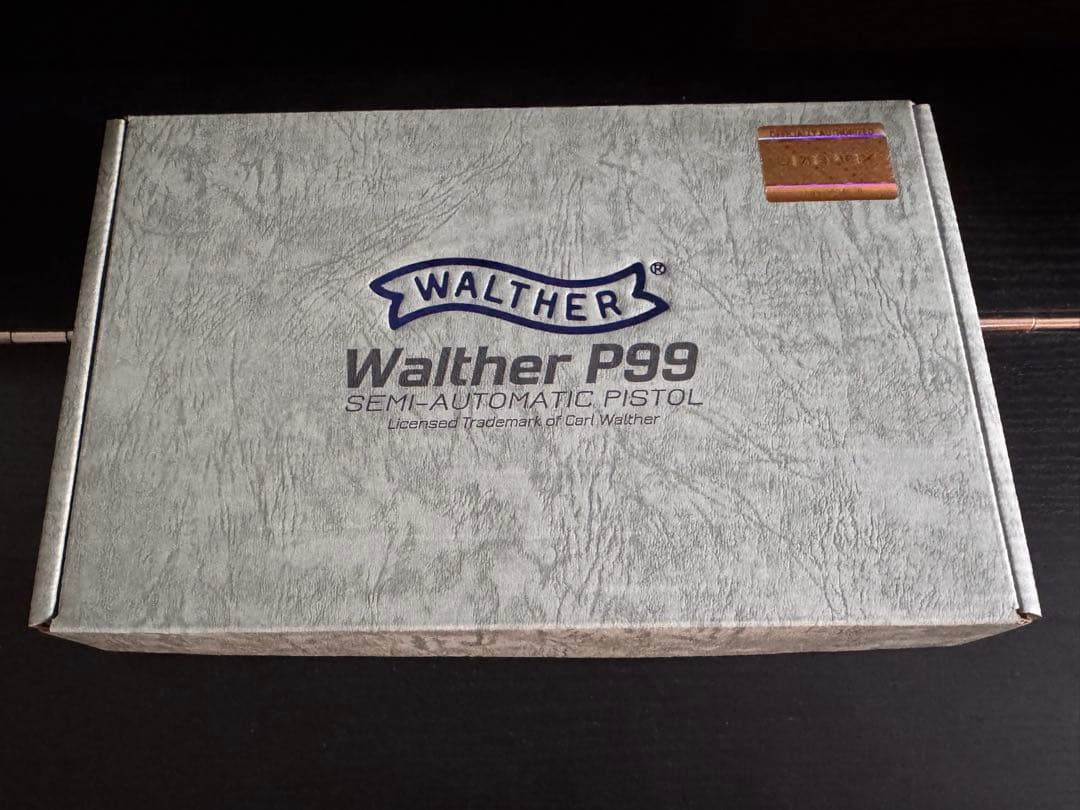 WALTHER®
Walther P99
SEMI-AUTOMATIC PISTOL
Licensed Trademark of Carl Walther